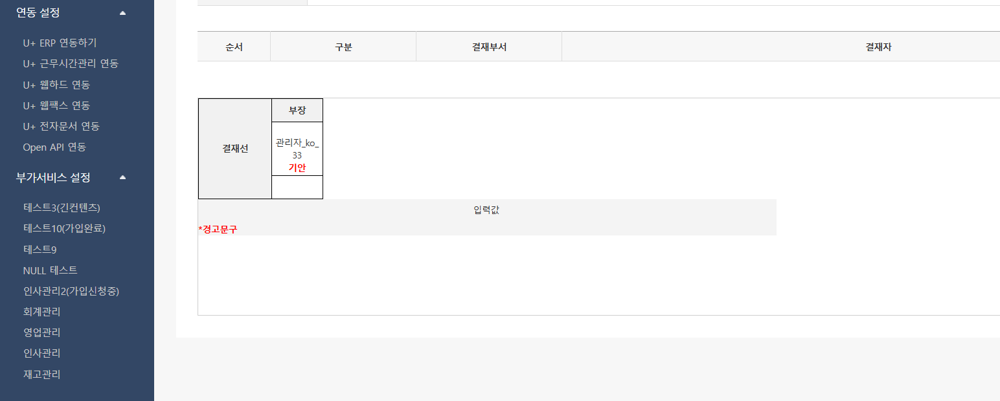 연동 설정
U+ ERP 연동하기
U+ 근무시간관리 연동
U+ 웹하드 연동
U+ 웹팩스 연동
U+ 전자문서 연동
Open API 연동
부가서비스 설정
테스트3(긴컨텐츠)
테스트10(가입완료)
테스트9
NULL 테스트
인사관리2(가입신청중)
회계관리
영업관리
인사관리
재고관리
순서 구분 결재부서 결재자
부장
결재선
관리자_ko_
33
기안
입력값
*경고문구